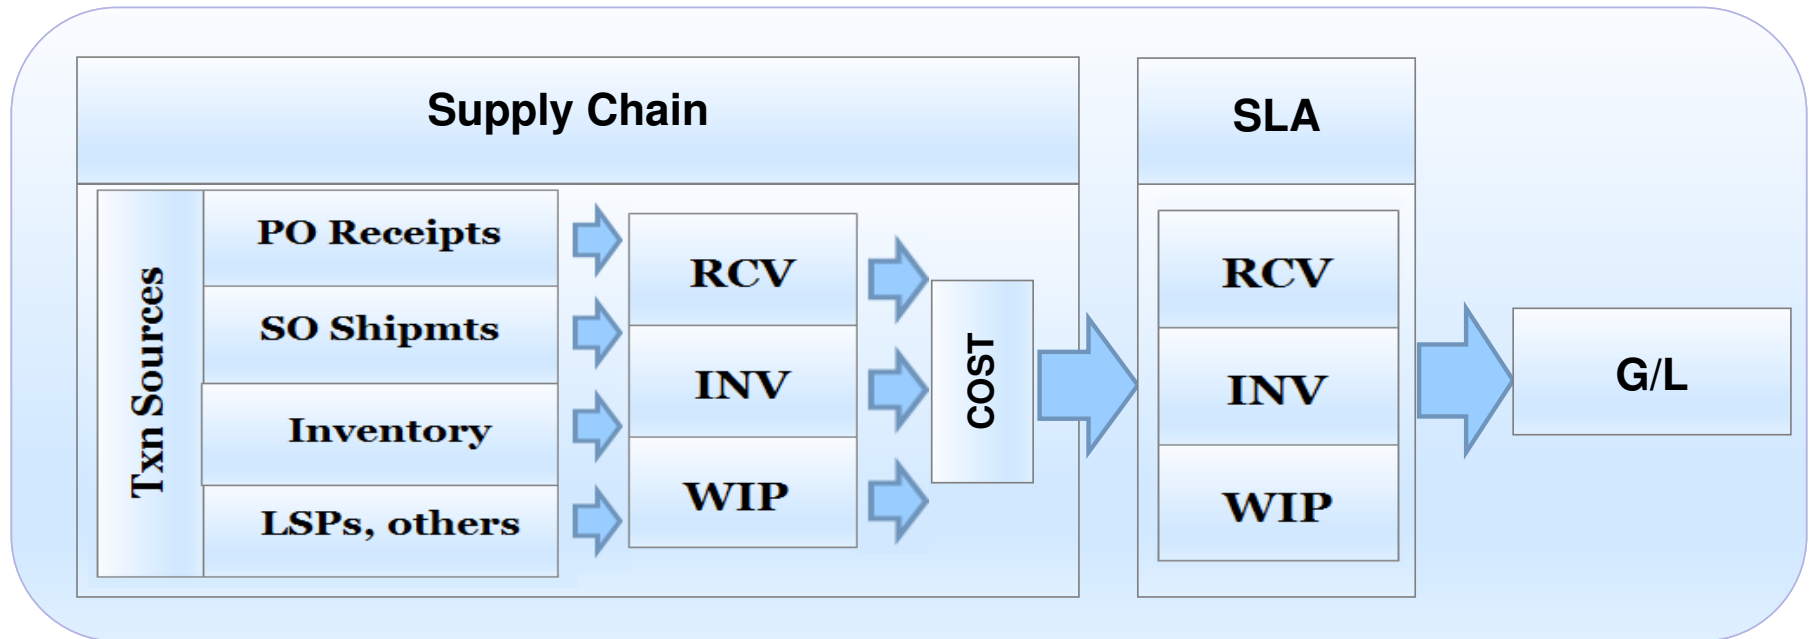 Supply Chain
SLA
Txn Sources
PO Receipts
SO Shipmts
Inventory
LSPs, others
RCV
INV
WIP
COST
RCV
INV
WIP
G/L